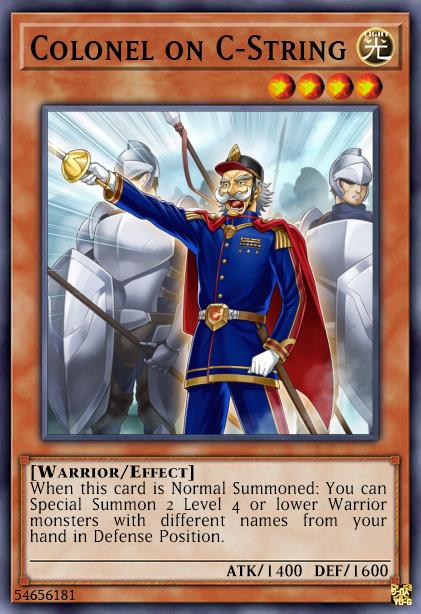 Colonel on C-String
LIGHT
光
[Warrior/Effect]
When this card is Normal Summoned: You can
Special Summon 2 Level 4 or lower Warrior
monsters with different names from your
hand in Defense Position.
ATK/1400 DEF/1600
54656181
C